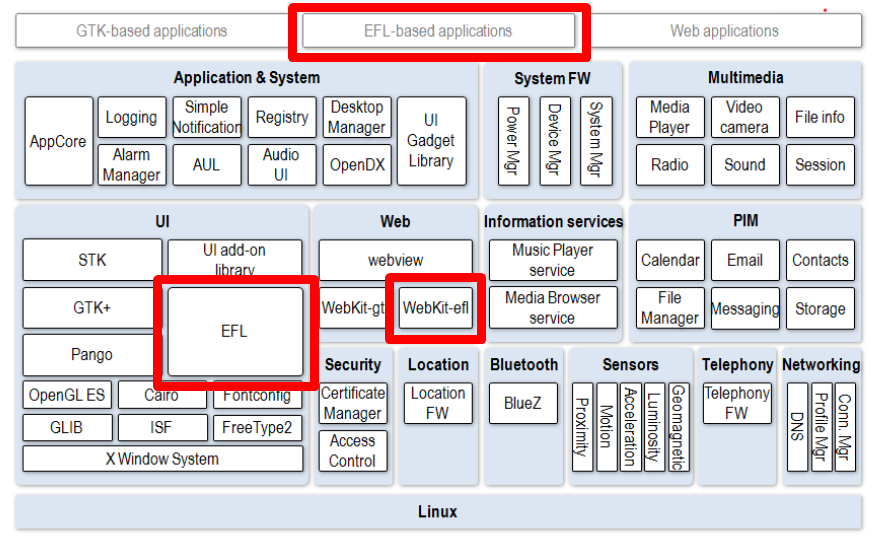 GTK-based applications
EFL-based applications
Web applications
Application & System
AppCore
Logging
Simple
Notification
Registry
Desktop
Manager
UI
Gadget
Library
Alarm
Manager
AUL
Audio
UI
OpenDX
System FW
Power Mgr
Device Mgr
System Mgr
Multimedia
Media
Player
Video
camera
File info
Radio
Sound
Session
UI
STK
UI add-on
library
GTK+
EFL
Pango
OpenGL ES
Cairo
Fontconfig
GLIB
ISF
FreeType2
X Window System
Web
webview
WebKit-gt
WebKit-efl
Information services
Music Player
service
Media Browser
service
PIM
Calendar
Email
Contacts
File
Manager
Messaging
Storage
Security
Certificate
Manager
Access
Control
Location
Location
FW
Bluetooth
BlueZ
Sensors
Proximity
Motion
Acceleration
Luminosity
Geomagnetic
Telephony
Telephony
FW
Networking
DNS
Profile Mgr
Conn. Mgr
Linux